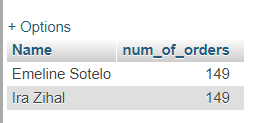 + Options
Name num_of_orders
Emeline Sotelo 149
Ira Zihal 149